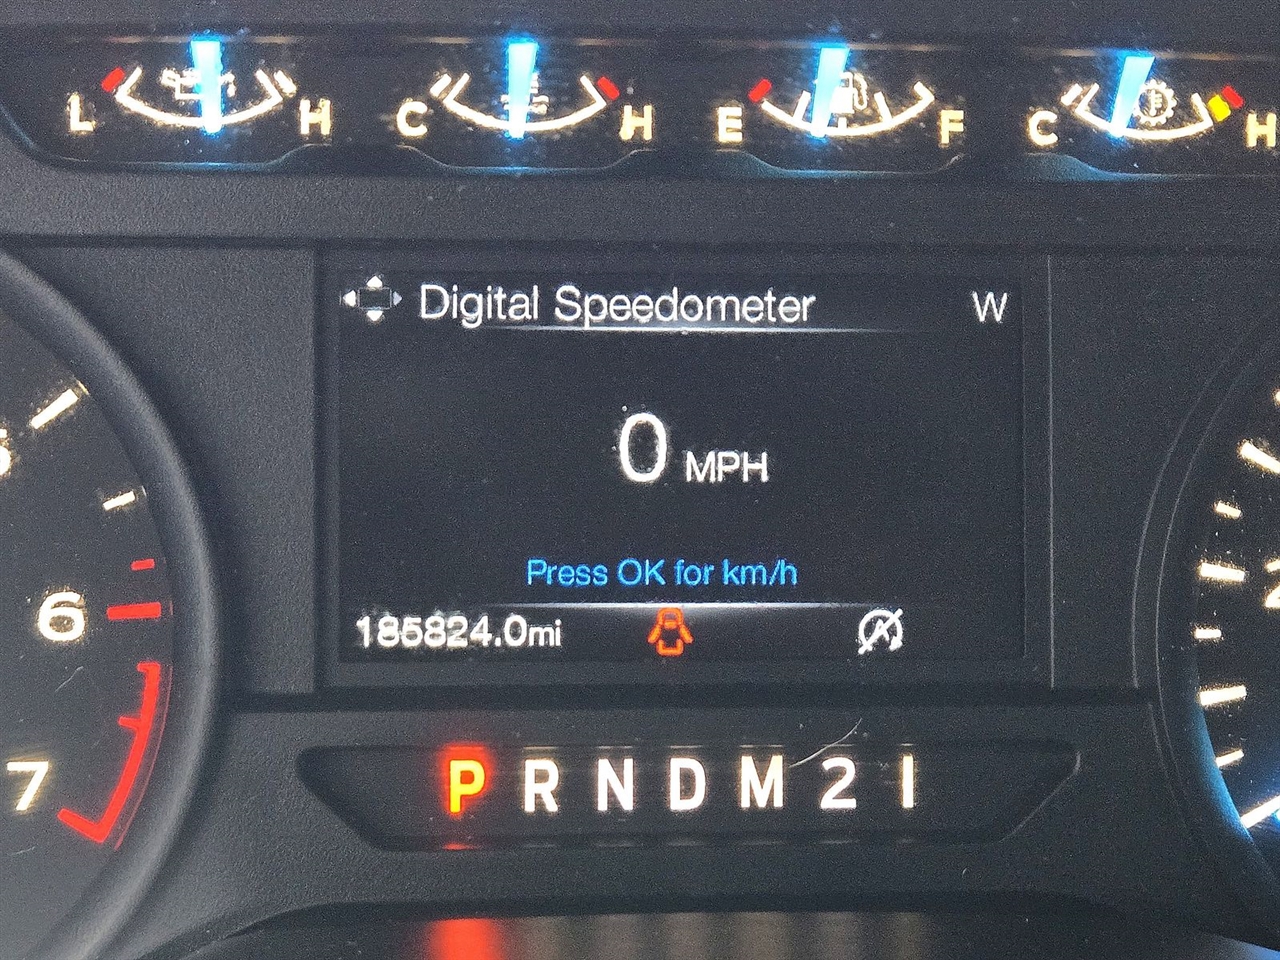 L H C H E F C H
Digital Speedometer W
0 MPH
Press OK for km/h
185824.0mi
6
7
P R N D M 2 1